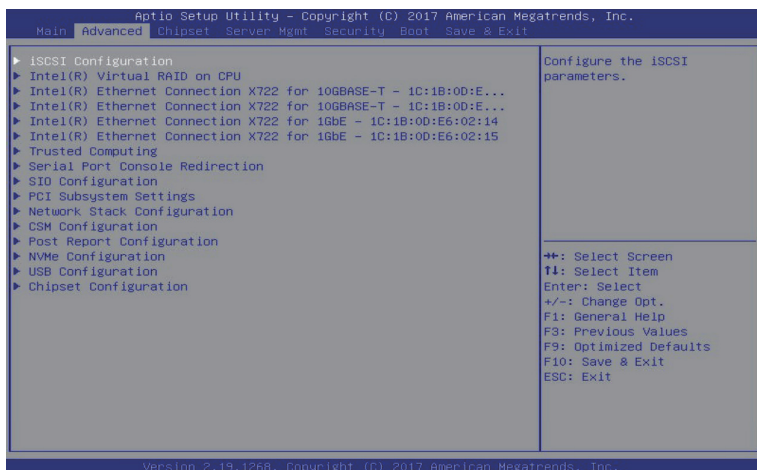 Aptio Setup Utility – Copyright (C) 2017 American Megatrends, Inc.
Main Advanced Chipset Server Mgmt Security Boot Save & Exit
▶ iSCSI Configuration
▶ Intel(R) Virtual RAID on CPU
▶ Intel(R) Ethernet Connection X722 for 10GBASE-T – 1C:1B:0D:E...
▶ Intel(R) Ethernet Connection X722 for 10GBASE-T – 1C:1B:0D:E...
▶ Intel(R) Ethernet Connection X722 for 1GbE – 1C:1B:0D:E6:02:14
▶ Intel(R) Ethernet Connection X722 for 1GbE – 1C:1B:0D:E6:02:15
▶ Trusted Computing
▶ Serial Port Console Redirection
▶ SIO Configuration
▶ PCI Subsystem Settings
▶ Network Stack Configuration
▶ CSM Configuration
▶ Post Report Configuration
▶ NVMe Configuration
▶ USB Configuration
▶ Chipset Configuration
Configure the iSCSI
parameters.
→←: Select Screen
↑↓: Select Item
Enter: Select
+/-: Change Opt.
F1: General Help
F3: Previous Values
F9: Optimized Defaults
F10: Save & Exit
ESC: Exit
Version 2.19.1268. Copyright (C) 2017 American Megatrends, Inc.